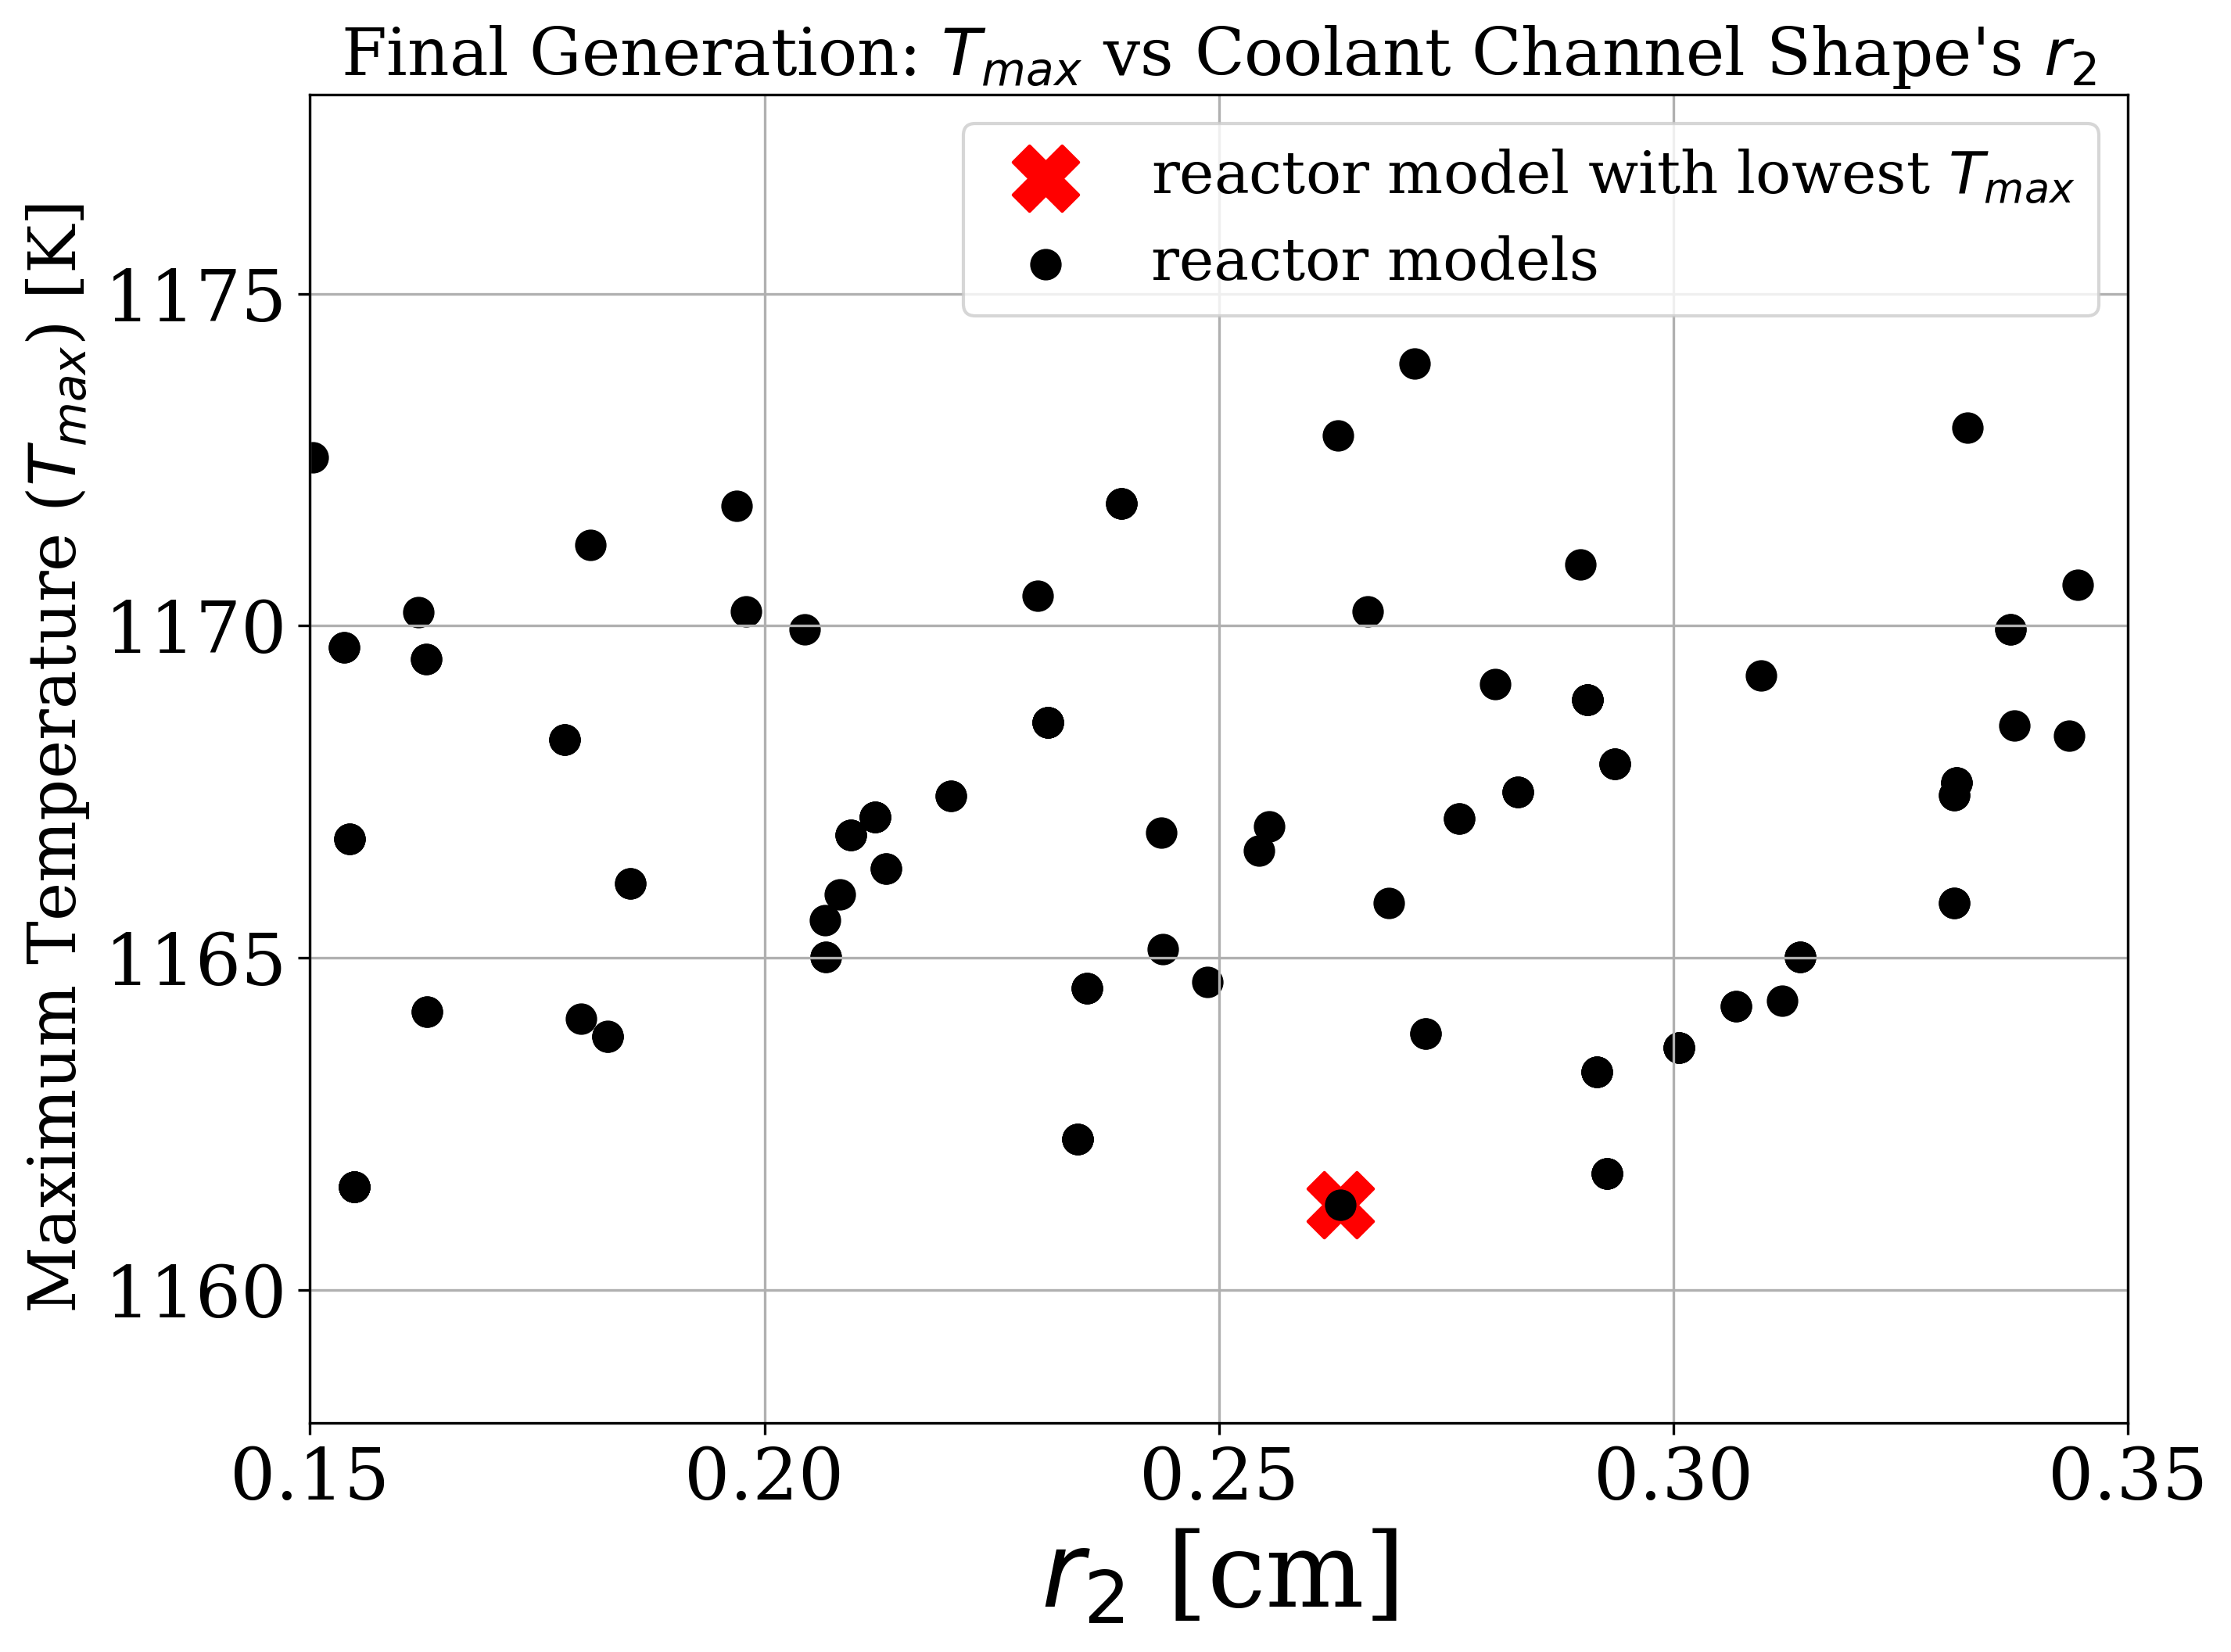 Final Generation: T_max vs Coolant Channel Shape's r_2
reactor model with lowest T_max
reactor models
Maximum Temperature (T_max) [K]
1175
1170
1165
1160
0.15 0.20 0.25 0.30 0.35
r_2 [cm]